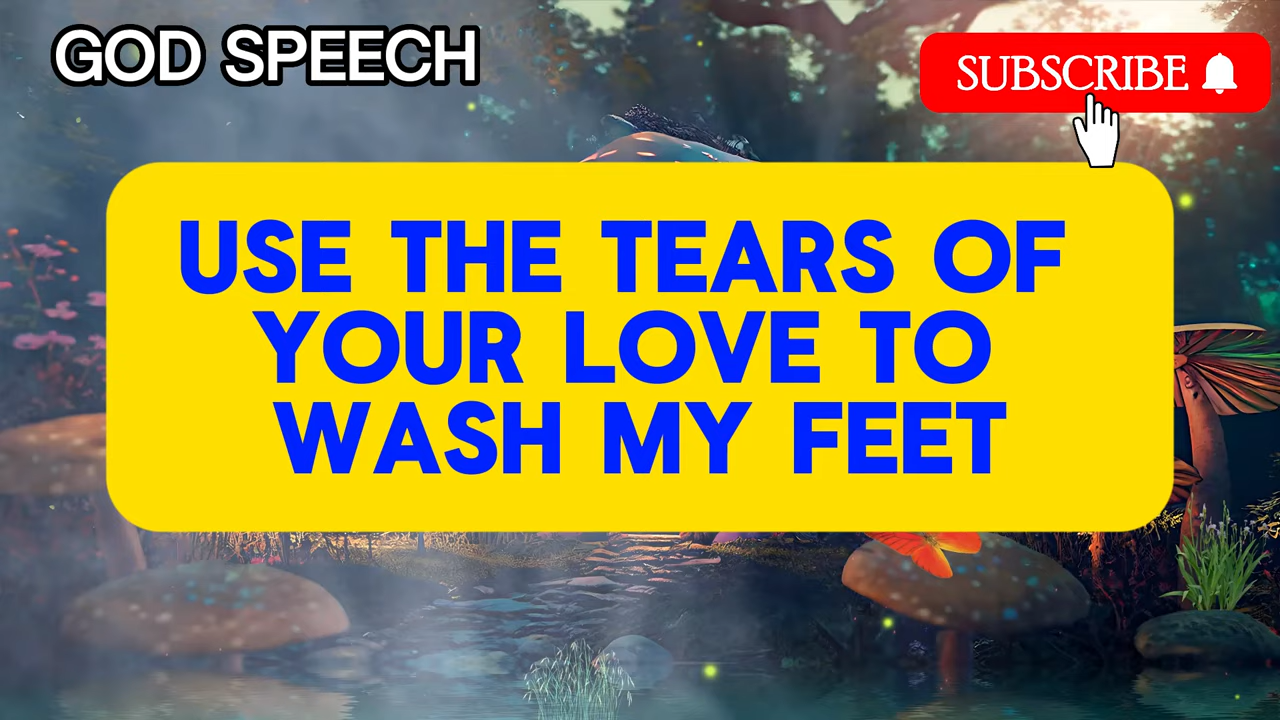 GOD SPEECH
SUBSCRIBE
USE THE TEARS OF
YOUR LOVE TO
WASH MY FEET